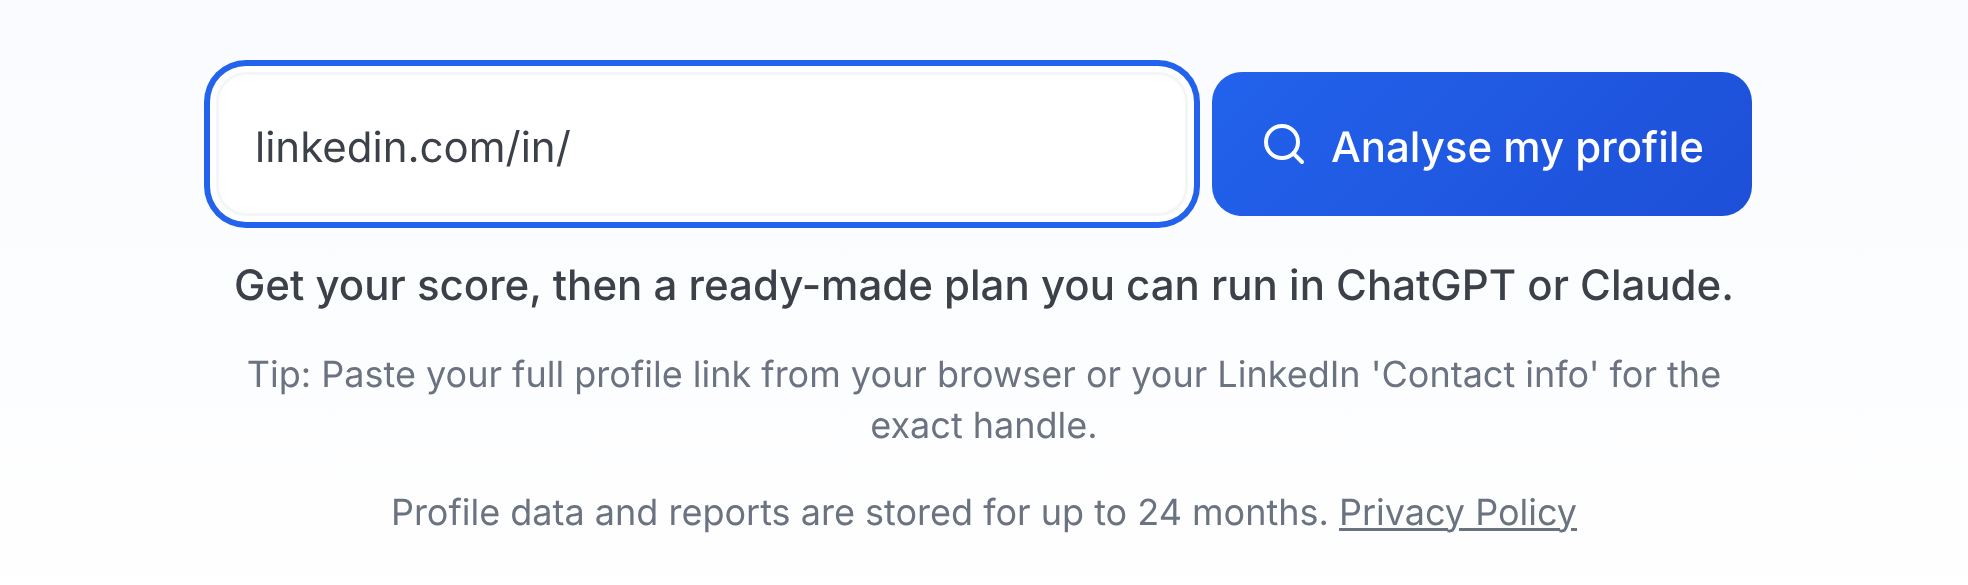 linkedin.com/in/
Analyse my profile
Get your score, then a ready-made plan you can run in ChatGPT or Claude.
Tip: Paste your full profile link from your browser or your LinkedIn 'Contact info' for the
exact handle.
Profile data and reports are stored for up to 24 months. Privacy Policy